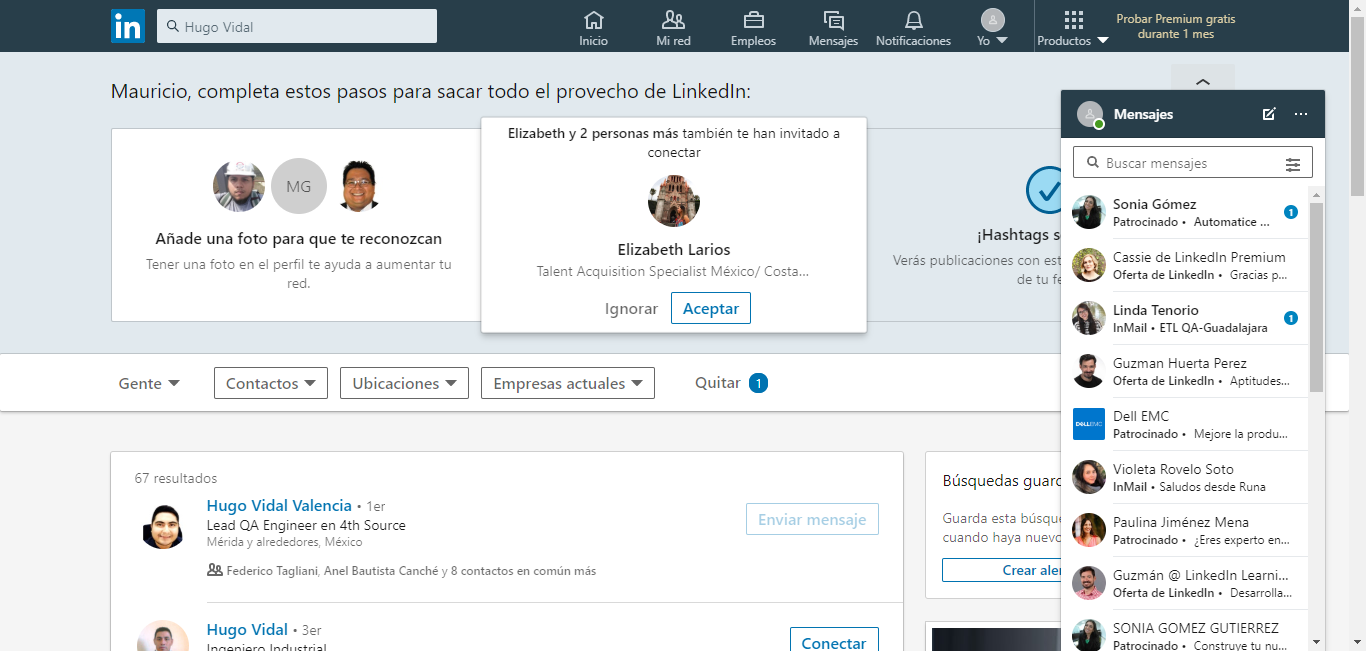 in
Hugo Vidal
Inicio
Mi red
Empleos
Mensajes
Notificaciones
Yo
Productos
Probar Premium gratis
durante 1 mes
Mauricio, completa estos pasos para sacar todo el provecho de LinkedIn:
MG
Añade una foto para que te reconozcan
Tener una foto en el perfil te ayuda a aumentar tu
red.
Elizabeth y 2 personas más también te han invitado a
conectar
Elizabeth Larios
Talent Acquisition Specialist México/ Costa...
Ignorar
Aceptar
¡Hashtags s
Verás publicaciones con est
de tu fe
Gente
Contactos
Ubicaciones
Empresas actuales
Quitar 1
67 resultados
Hugo Vidal Valencia • 1er
Lead QA Engineer en 4th Source
Mérida y alrededores, México
Federico Tagliani, Anel Bautista Canché y 8 contactos en común más
Enviar mensaje
Hugo Vidal • 3er
Ingeniero Industrial
Conectar
Búsquedas guard
Guarda esta búsque
cuando haya nuevo
Crear aler
Mensajes
Buscar mensajes
Sonia Gómez
Patrocinado • Automatice ...
1
Cassie de LinkedIn Premium
Oferta de LinkedIn • Gracias p...
Linda Tenorio
InMail • ETL QA-Guadalajara
1
Guzman Huerta Perez
Oferta de LinkedIn • Aptitudes...
DELL EMC
Dell EMC
Patrocinado • Mejore la produ...
Violeta Rovelo Soto
InMail • Saludos desde Runa
Paulina Jiménez Mena
Patrocinado • ¿Eres experto en...
Guzmán @ LinkedIn Learni...
Oferta de LinkedIn • Desarrolla...
SONIA GOMEZ GUTIERREZ
Patrocinado • Construye tu nu...